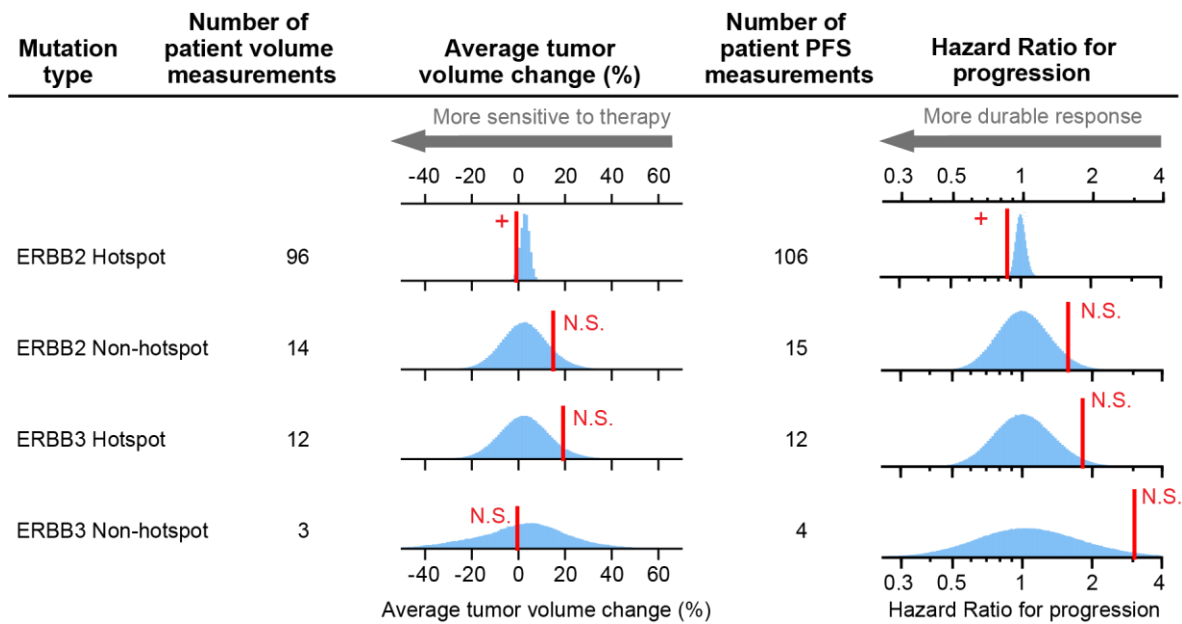 Mutation
type
Number of
patient volume
measurements
Average tumor
volume change (%)
Number of
patient PFS
measurements
Hazard Ratio for
progression
More sensitive to therapy
More durable response
-40 -20 0 20 40 60
0.3 0.5 1 2 4
ERBB2 Hotspot 96 + 106 +
ERBB2 Non-hotspot 14 N.S. 15 N.S.
ERBB3 Hotspot 12 N.S. 12 N.S.
ERBB3 Non-hotspot 3 N.S. 4 N.S.
-40 -20 0 20 40 60
0.3 0.5 1 2 4
Average tumor volume change (%)
Hazard Ratio for progression